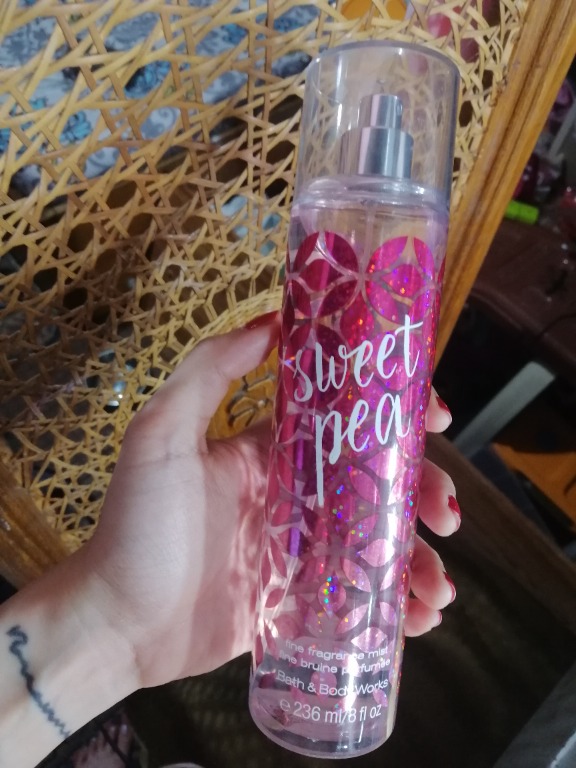 sweet
pea
fine fragrance mist
fine bruine parfumée
Bath & Body Works
℮ 236 ml/8 fl oz